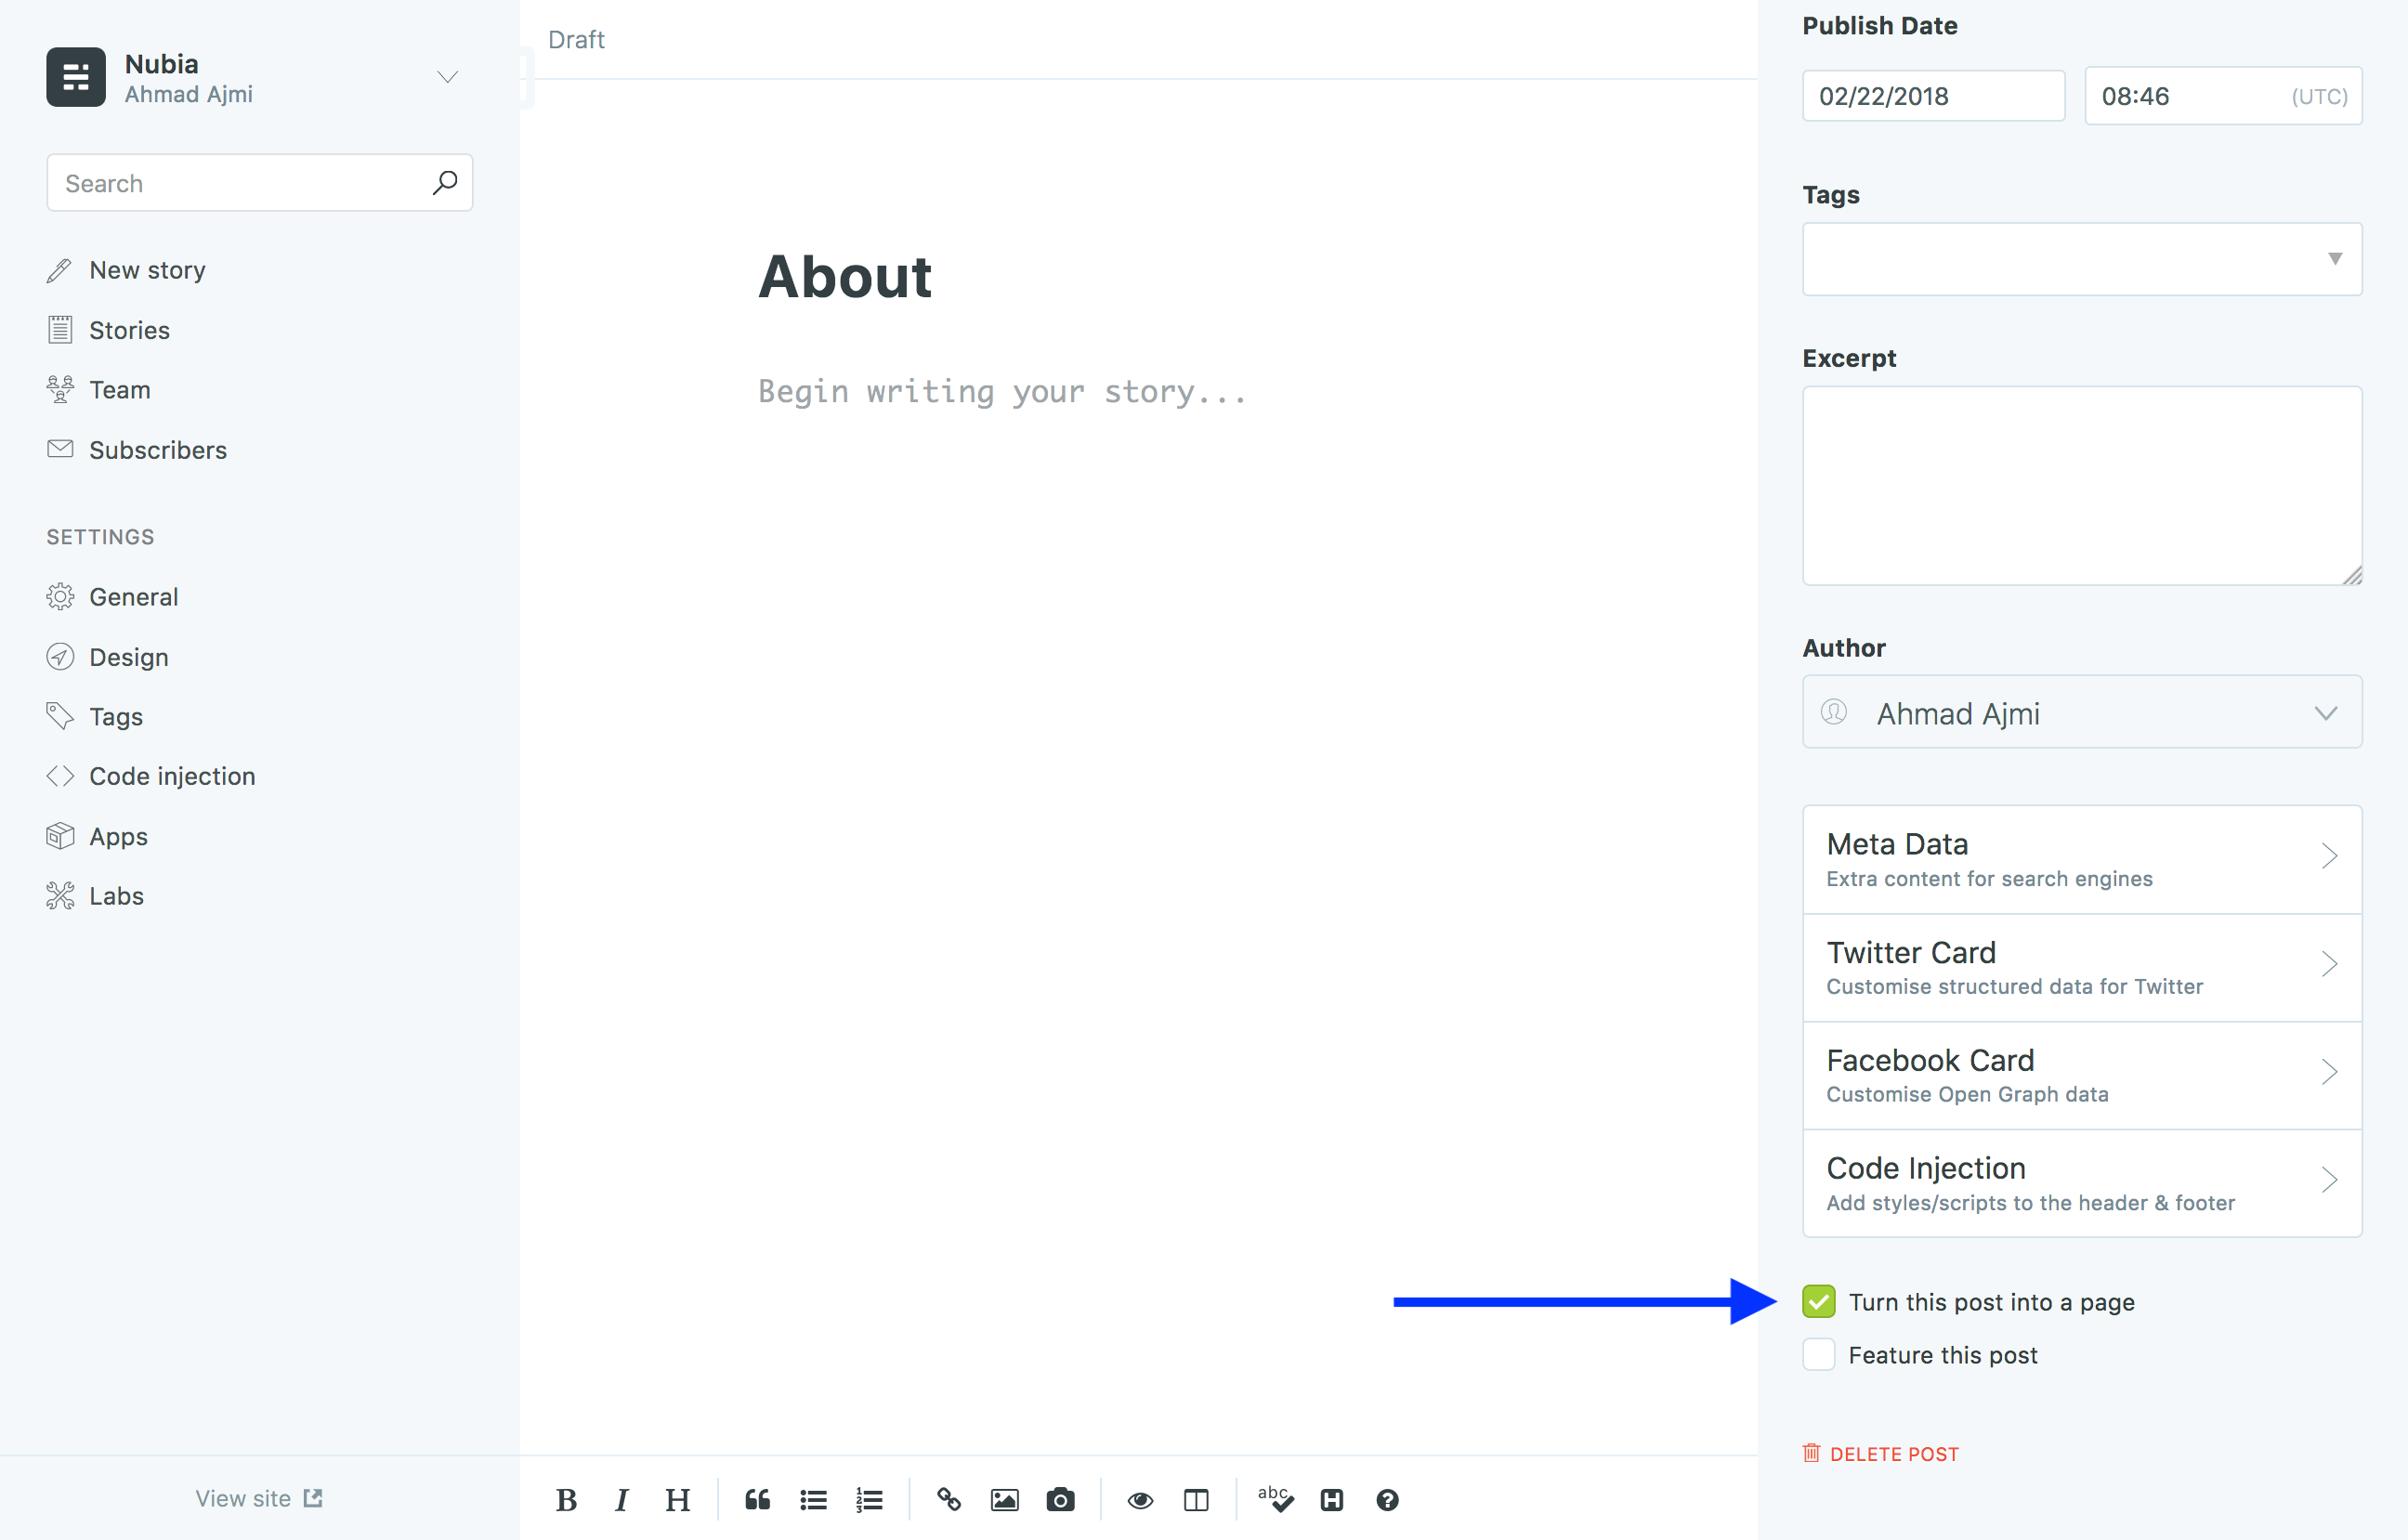 Nubia
Ahmad Ajmi
Search
New story
Stories
Team
Subscribers
SETTINGS
General
Design
Tags
Code injection
Apps
Labs
View site
Draft
About
Begin writing your story...
B I H
abc
H
?
Publish Date
02/22/2018 08:46 (UTC)
Tags
Excerpt
Author
Ahmad Ajmi
Meta Data
Extra content for search engines
Twitter Card
Customise structured data for Twitter
Facebook Card
Customise Open Graph data
Code Injection
Add styles/scripts to the header & footer
Turn this post into a page
Feature this post
DELETE POST